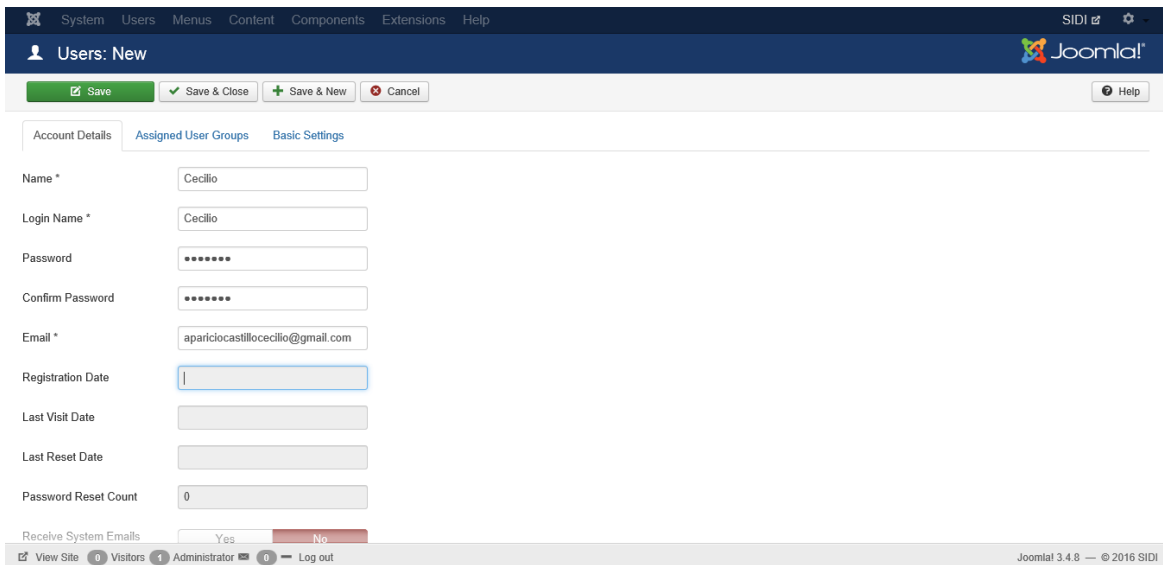 System Users Menus Content Components Extensions Help SIDI
Users: New Joomla!
Save Save & Close Save & New Cancel Help
Account Details Assigned User Groups Basic Settings
Name * Cecilio
Login Name * Cecilio
Password •••••••
Confirm Password •••••••
Email * apariciocastillocecilio@gmail.com
Registration Date
Last Visit Date
Last Reset Date
Password Reset Count 0
Receive System Emails Yes No
View Site 0 Visitors 1 Administrator 0 Log out Joomla! 3.4.8 — © 2016 SIDI